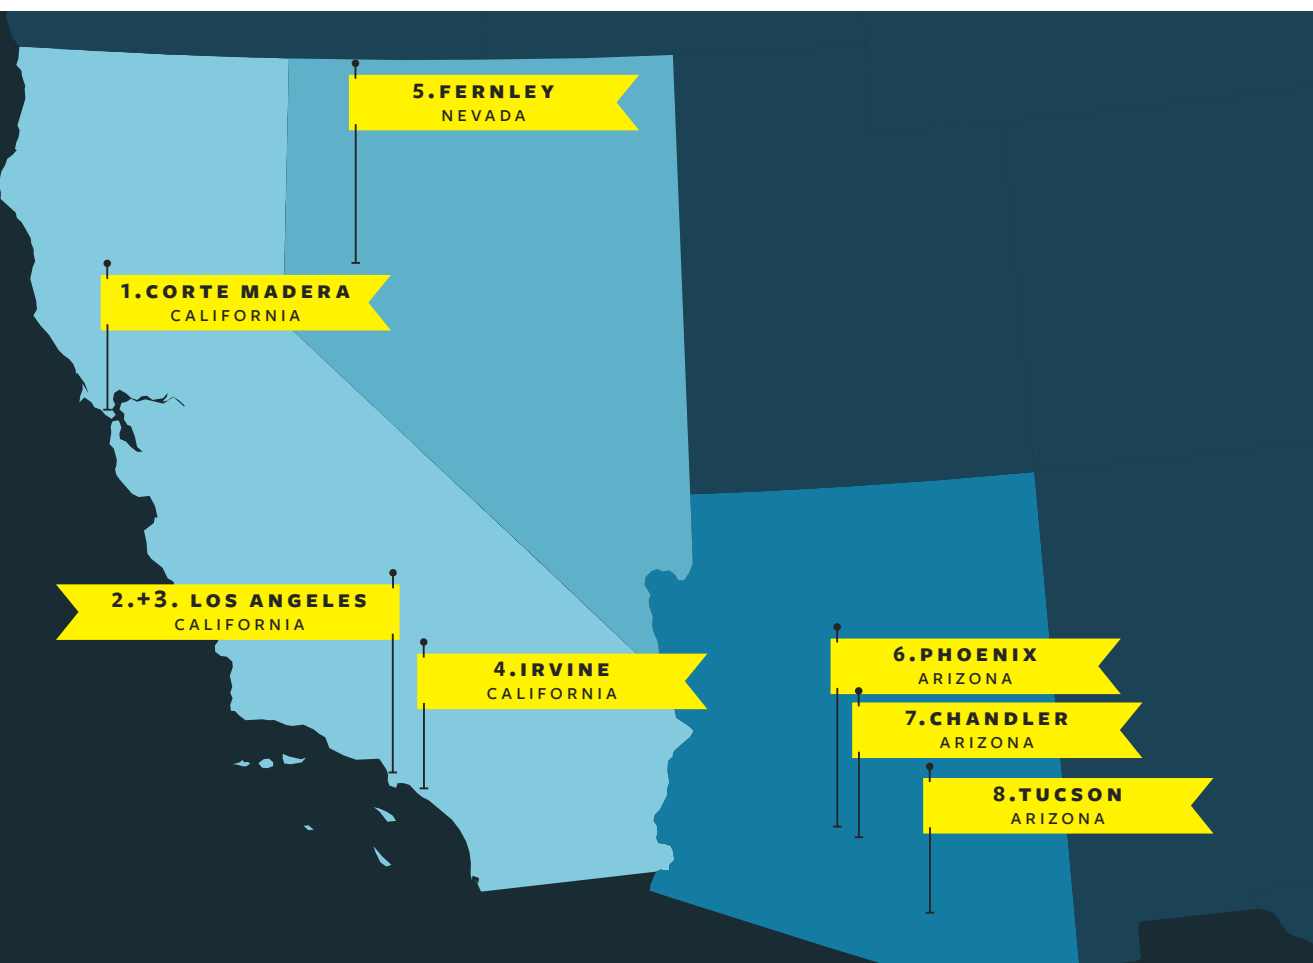 5.FERNLEY
NEVADA
1.CORTE MADERA
CALIFORNIA
2.+3. LOS ANGELES
CALIFORNIA
4.IRVINE
CALIFORNIA
6.PHOENIX
ARIZONA
7.CHANDLER
ARIZONA
8.TUCSON
ARIZONA